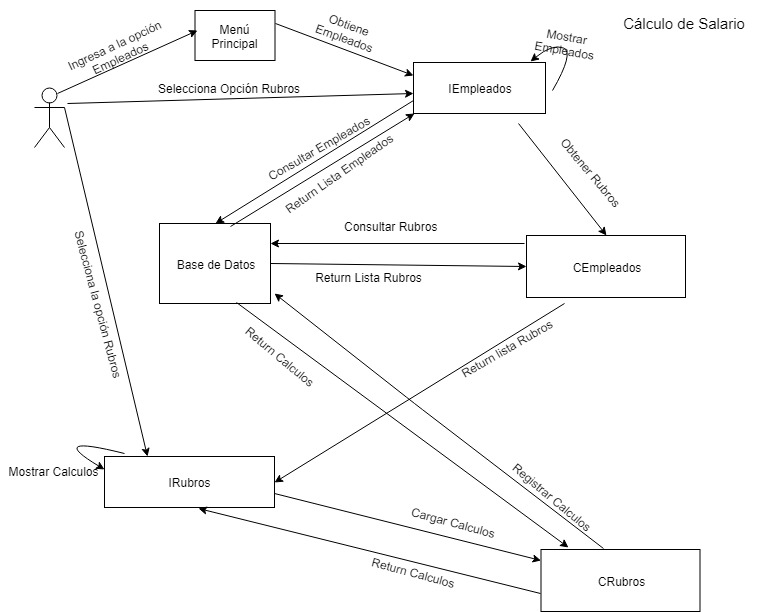 Cálculo de Salario
Menú
Principal
Ingresa a la opción
Empleados
Obtiene
Empleados
Mostrar
Empleados
Selecciona Opción Rubros
IEmpleados
Consultar Empleados
Return Lista Empleados
Obtener Rubros
Consultar Rubros
Base de Datos
CEmpleados
Return Lista Rubros
Selecciona la opción Rubros
Return Calculos
Return lista Rubros
Mostrar Calculos
IRubros
Registrar Calculos
Cargar Calculos
Return Calculos
CRubros